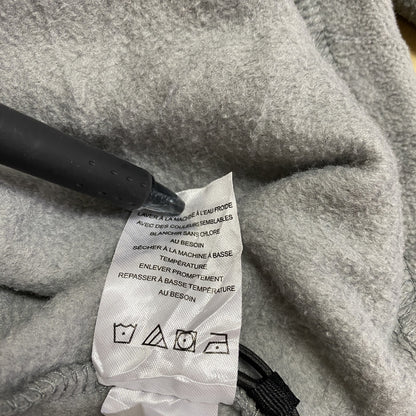 LAVER À LA MACHINE À L'EAU FROIDE
AVEC DES COULEURS SEMBLABLES
BLANCHIR SANS CHLORE
AU BESOIN
SÉCHER À LA MACHINE À BASSE
TEMPÉRATURE
ENLEVER PROMPTEMENT
REPASSER À BASSE TEMPÉRATURE
AU BESOIN